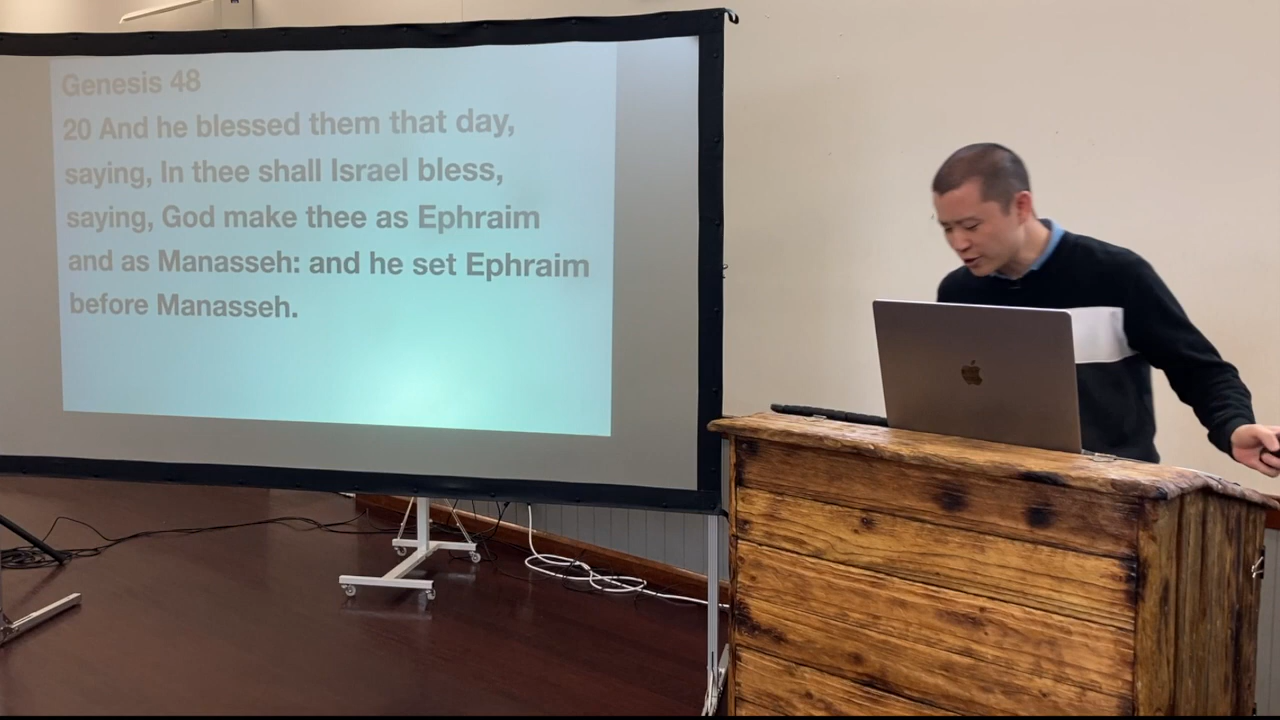 Genesis 48
20 And he blessed them that day,
saying, In thee shall Israel bless,
saying, God make thee as Ephraim
and as Manasseh: and he set Ephraim
before Manasseh.